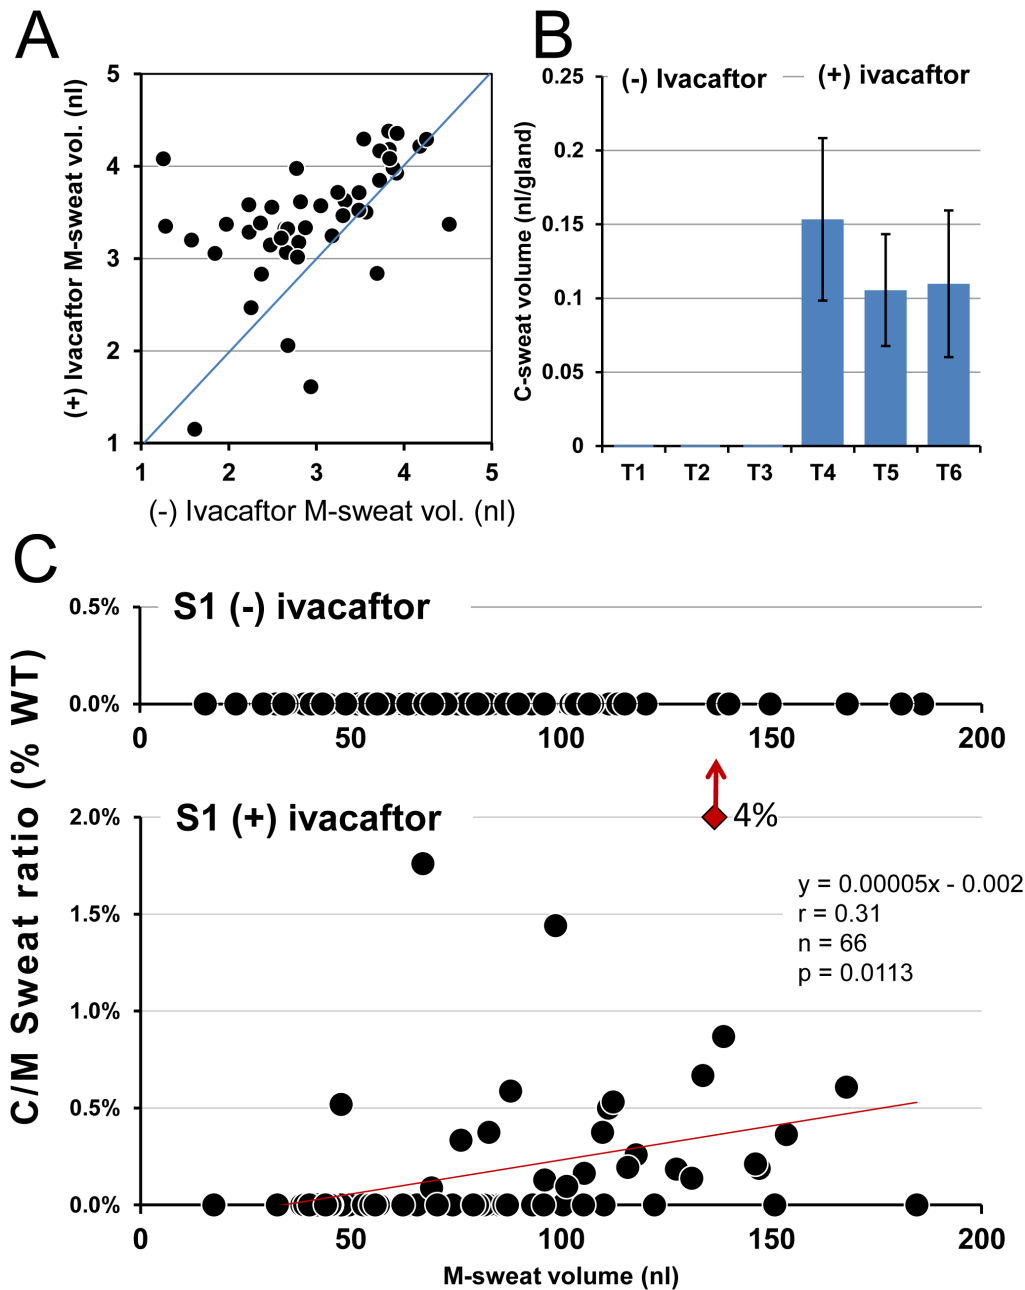 A
(+) Ivacaftor M-sweat vol. (nl)
5
4
3
2
1
1 2 3 4 5
(-) Ivacaftor M-sweat vol. (nl)
B
C-sweat volume (nl/gland)
(-) Ivacaftor (+) ivacaftor
0.25
0.2
0.15
0.1
0.05
0
T1 T2 T3 T4 T5 T6
C
C/M Sweat ratio (% WT)
S1 (-) ivacaftor
0.5%
0.0%
0 50 100 150 200
S1 (+) ivacaftor
4%
2.0%
1.5%
1.0%
0.5%
0.0%
y = 0.00005x - 0.002
r = 0.31
n = 66
p = 0.0113
0 50 100 150 200
M-sweat volume (nl)